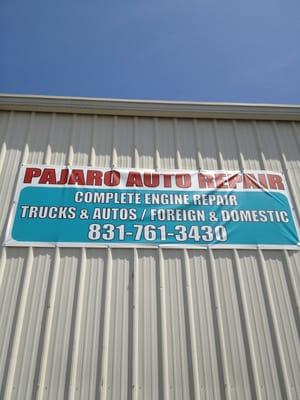 PAJARO AUTO REPAIR
COMPLETE ENGINE REPAIR
TRUCKS & AUTOS / FOREIGN & DOMESTIC
831-761-3430